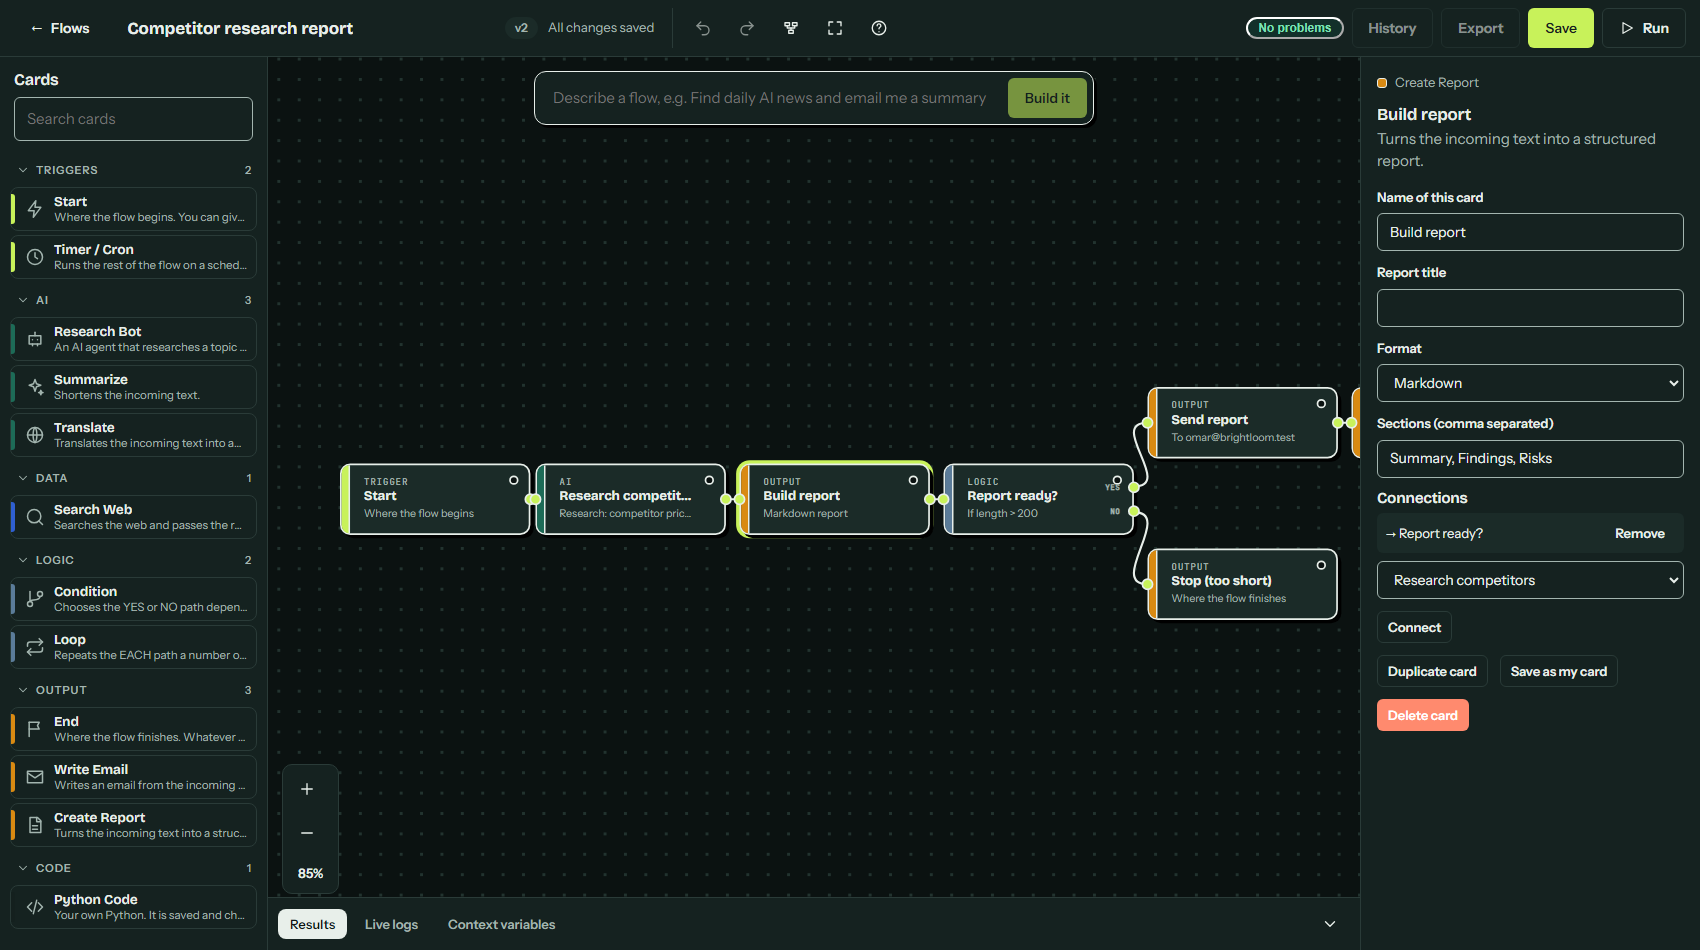 ← Flows
Competitor research report
v2
All changes saved
No problems
History
Export
Save
Run
Cards
Search cards
TRIGGERS 2
Start
Where the flow begins. You can giv...
Timer / Cron
Runs the rest of the flow on a sched...
AI 3
Research Bot
An AI agent that researches a topic ...
Summarize
Shortens the incoming text.
Translate
Translates the incoming text into a...
DATA 1
Search Web
Searches the web and passes the r...
LOGIC 2
Condition
Chooses the YES or NO path depen...
Loop
Repeats the EACH path a number o...
OUTPUT 3
End
Where the flow finishes. Whatever ...
Write Email
Writes an email from the incoming ...
Create Report
Turns the incoming text into a struc...
CODE 1
Python Code
Your own Python. It is saved and ch...
Describe a flow, e.g. Find daily AI news and email me a summary
Build it
TRIGGER
Start
Where the flow begins
AI
Research competit...
Research: competitor pric...
OUTPUT
Build report
Markdown report
LOGIC
Report ready?
If length > 200
YES
NO
OUTPUT
Send report
To omar@brightloom.test
OUTPUT
Stop (too short)
Where the flow finishes
+
−
85%
Results
Live logs
Context variables
Create Report
Build report
Turns the incoming text into a structured
report.
Name of this card
Build report
Report title
Format
Markdown
Sections (comma separated)
Summary, Findings, Risks
Connections
→ Report ready?
Remove
Research competitors
Connect
Duplicate card
Save as my card
Delete card